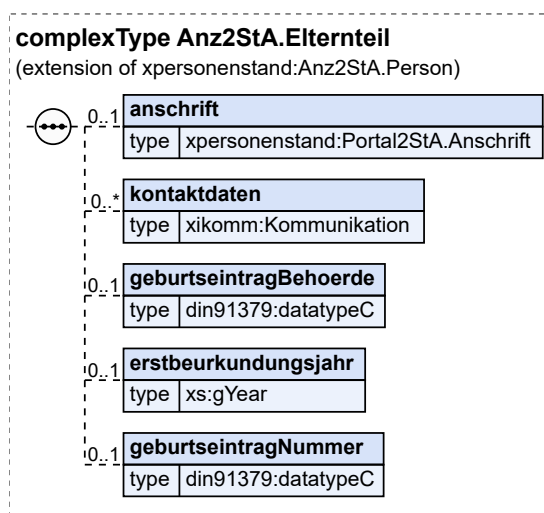 complexType Anz2StA.Elternteil
(extension of xpersonenstand:Anz2StA.Person)
0..1 anschrift
type xpersonenstand:Portal2StA.Anschrift
0..* kontaktdaten
type xikomm:Kommunikation
0..1 geburtseintragBehoerde
type din91379:datatypeC
0..1 erstbeurkundungsjahr
type xs:gYear
0..1 geburtseintragNummer
type din91379:datatypeC